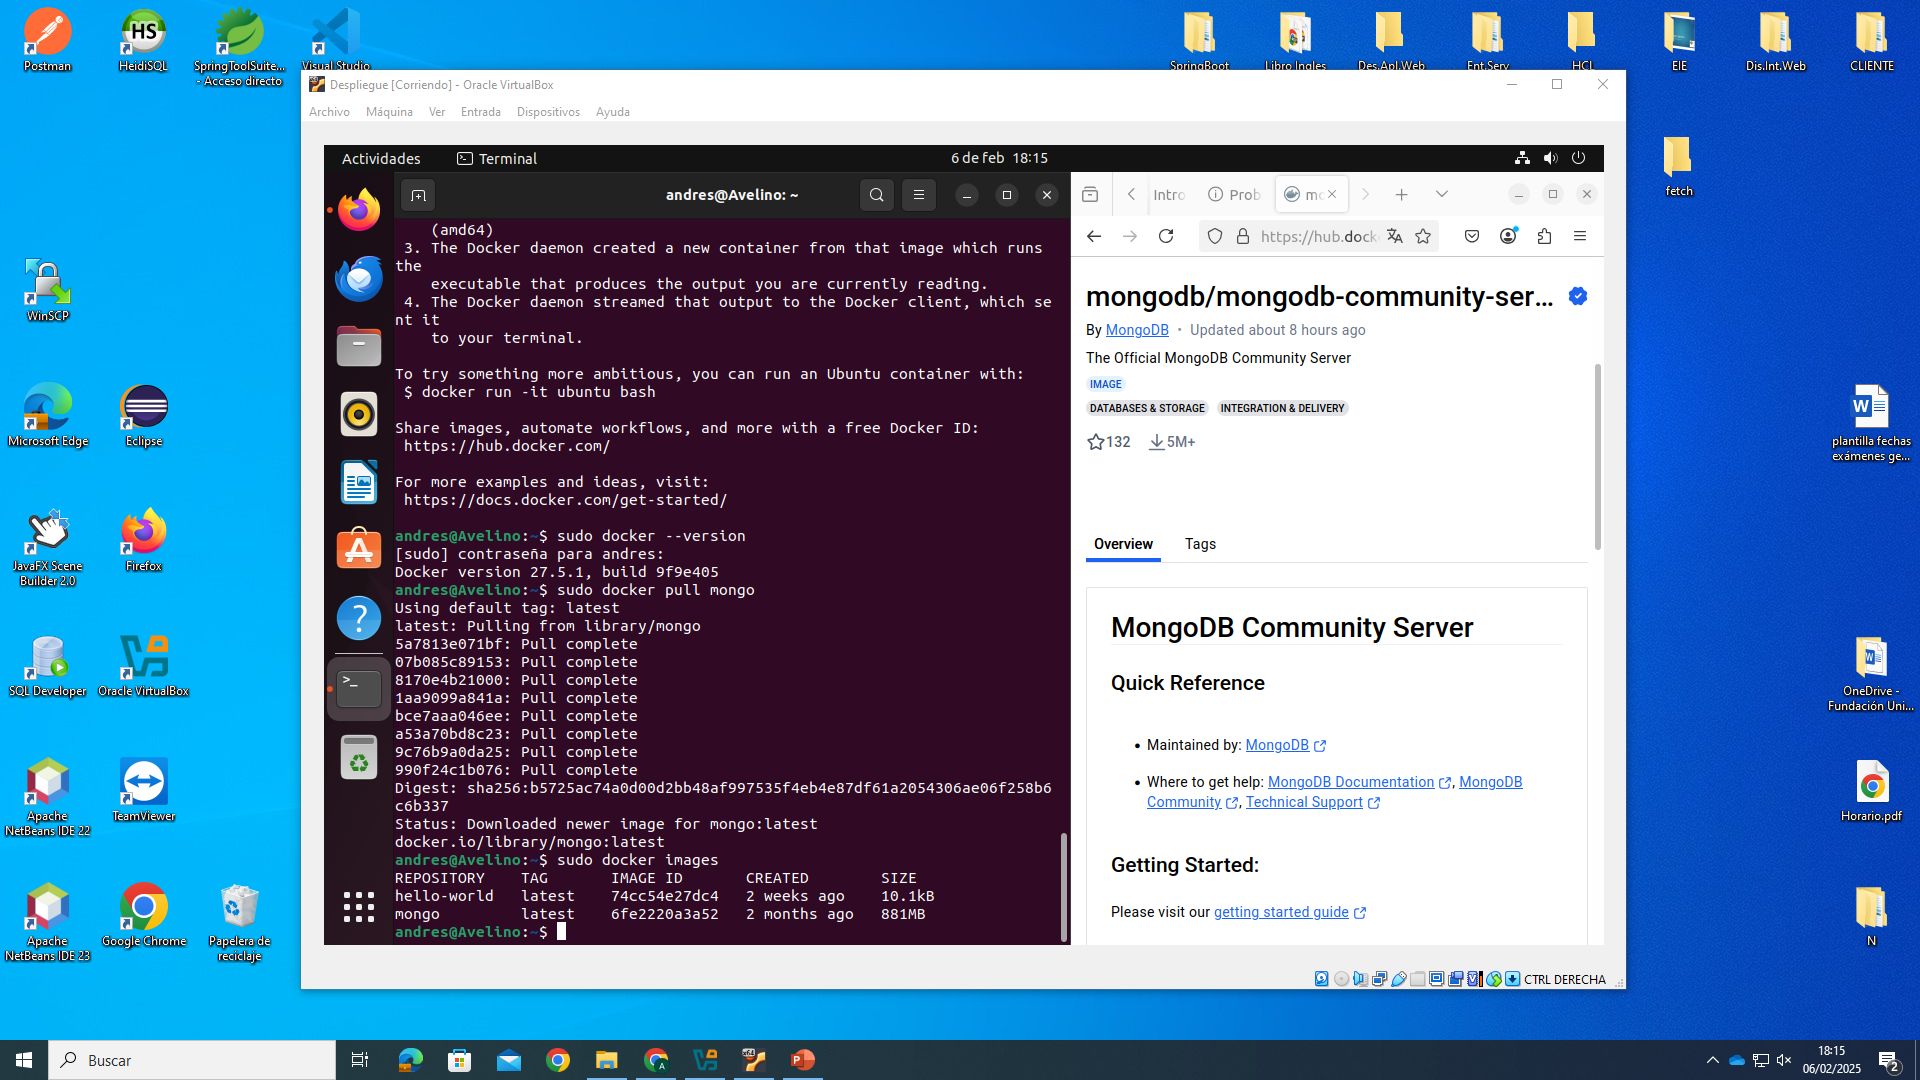 Postman
HeidiSQL
SpringToolSuite...
- Acceso directo
Visual Studio
SpringBoot
Libro Ingles
Des.Apl.Web
Ent.Serv
HCL
EIE
Dis.Int.Web
CLIENTE
fetch
WinSCP
Microsoft Edge
Eclipse
JavaFX Scene
Builder 2.0
Firefox
SQL Developer
Oracle VirtualBox
Apache
NetBeans IDE 22
TeamViewer
Apache
NetBeans IDE 23
Google Chrome
Papelera de
reciclaje
plantilla fechas
exámenes ge...
OneDrive -
Fundación Uni...
Horario.pdf
N
Despliegue [Corriendo] - Oracle VirtualBox
Archivo Máquina Ver Entrada Dispositivos Ayuda
Actividades Terminal 6 de feb 18:15
andres@Avelino: ~
(amd64)
3. The Docker daemon created a new container from that image which runs
the
executable that produces the output you are currently reading.
4. The Docker daemon streamed that output to the Docker client, which se
nt it
to your terminal.
To try something more ambitious, you can run an Ubuntu container with:
$ docker run -it ubuntu bash
Share images, automate workflows, and more with a free Docker ID:
https://hub.docker.com/
For more examples and ideas, visit:
https://docs.docker.com/get-started/
andres@Avelino:~$ sudo docker --version
[sudo] contraseña para andres:
Docker version 27.5.1, build 9f9e405
andres@Avelino:~$ sudo docker pull mongo
Using default tag: latest
latest: Pulling from library/mongo
5a7813e071bf: Pull complete
07b085c89153: Pull complete
8170e4b21000: Pull complete
1aa9099a841a: Pull complete
bce7aaa046ee: Pull complete
a53a70bd8c23: Pull complete
9c76b9a0da25: Pull complete
990f24c1b076: Pull complete
Digest: sha256:b5725ac74a0d00d2bb48af997535f4eb4e87df61a2054306ae06f258b6
c6b337
Status: Downloaded newer image for mongo:latest
docker.io/library/mongo:latest
andres@Avelino:~$ sudo docker images
REPOSITORY TAG IMAGE ID CREATED SIZE
hello-world latest 74cc54e27dc4 2 weeks ago 10.1kB
mongo latest 6fe2220a3a52 2 months ago 881MB
andres@Avelino:~$
Intro Prob mo
https://hub.docke
mongodb/mongodb-community-ser...
By MongoDB • Updated about 8 hours ago
The Official MongoDB Community Server
IMAGE
DATABASES & STORAGE INTEGRATION & DELIVERY
132 5M+
Overview Tags
MongoDB Community Server
Quick Reference
• Maintained by: MongoDB
• Where to get help: MongoDB Documentation, MongoDB
Community, Technical Support
Getting Started:
Please visit our getting started guide
CTRL DERECHA
Buscar
18:15
06/02/2025
2